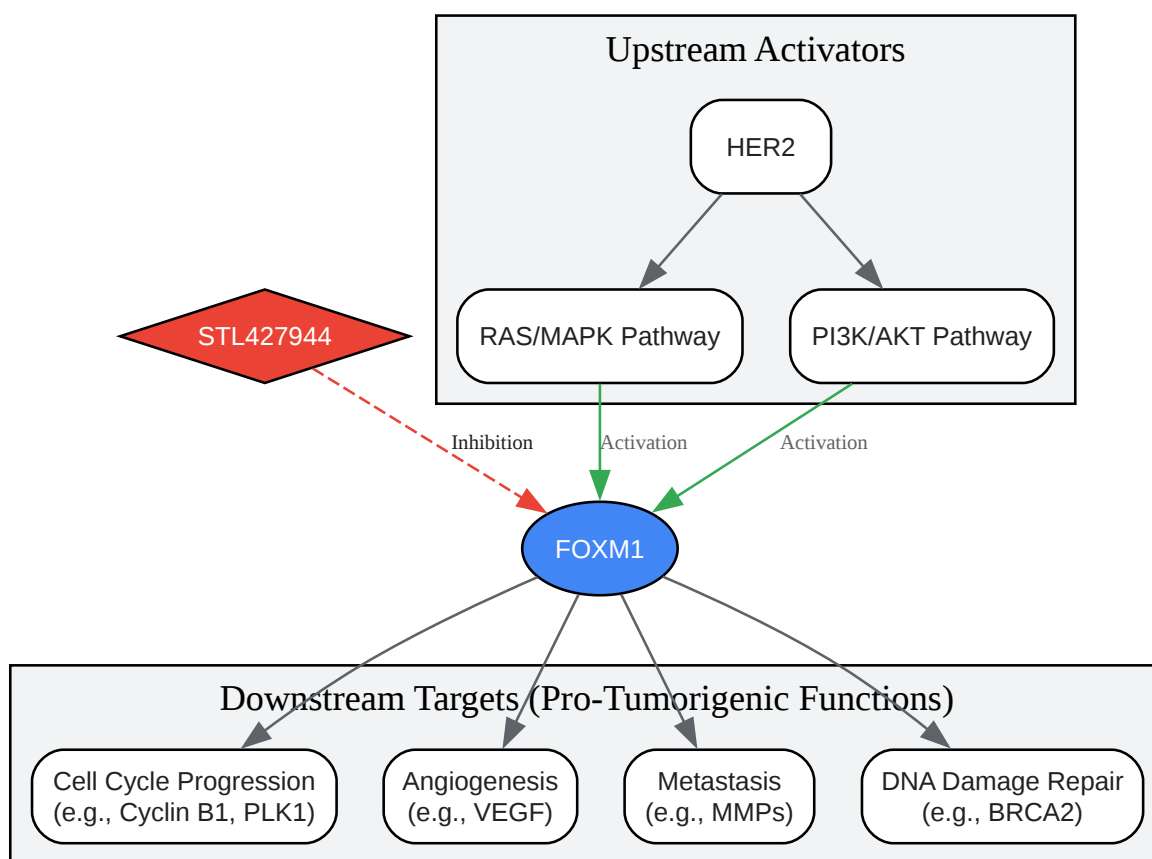 Upstream Activators
HER2
STL427944
RAS/MAPK Pathway
PI3K/AKT Pathway
Inhibition
Activation
Activation
FOXM1
Downstream Targets (Pro-Tumorigenic Functions)
Cell Cycle Progression
(e.g., Cyclin B1, PLK1)
Angiogenesis
(e.g., VEGF)
Metastasis
(e.g., MMPs)
DNA Damage Repair
(e.g., BRCA2)